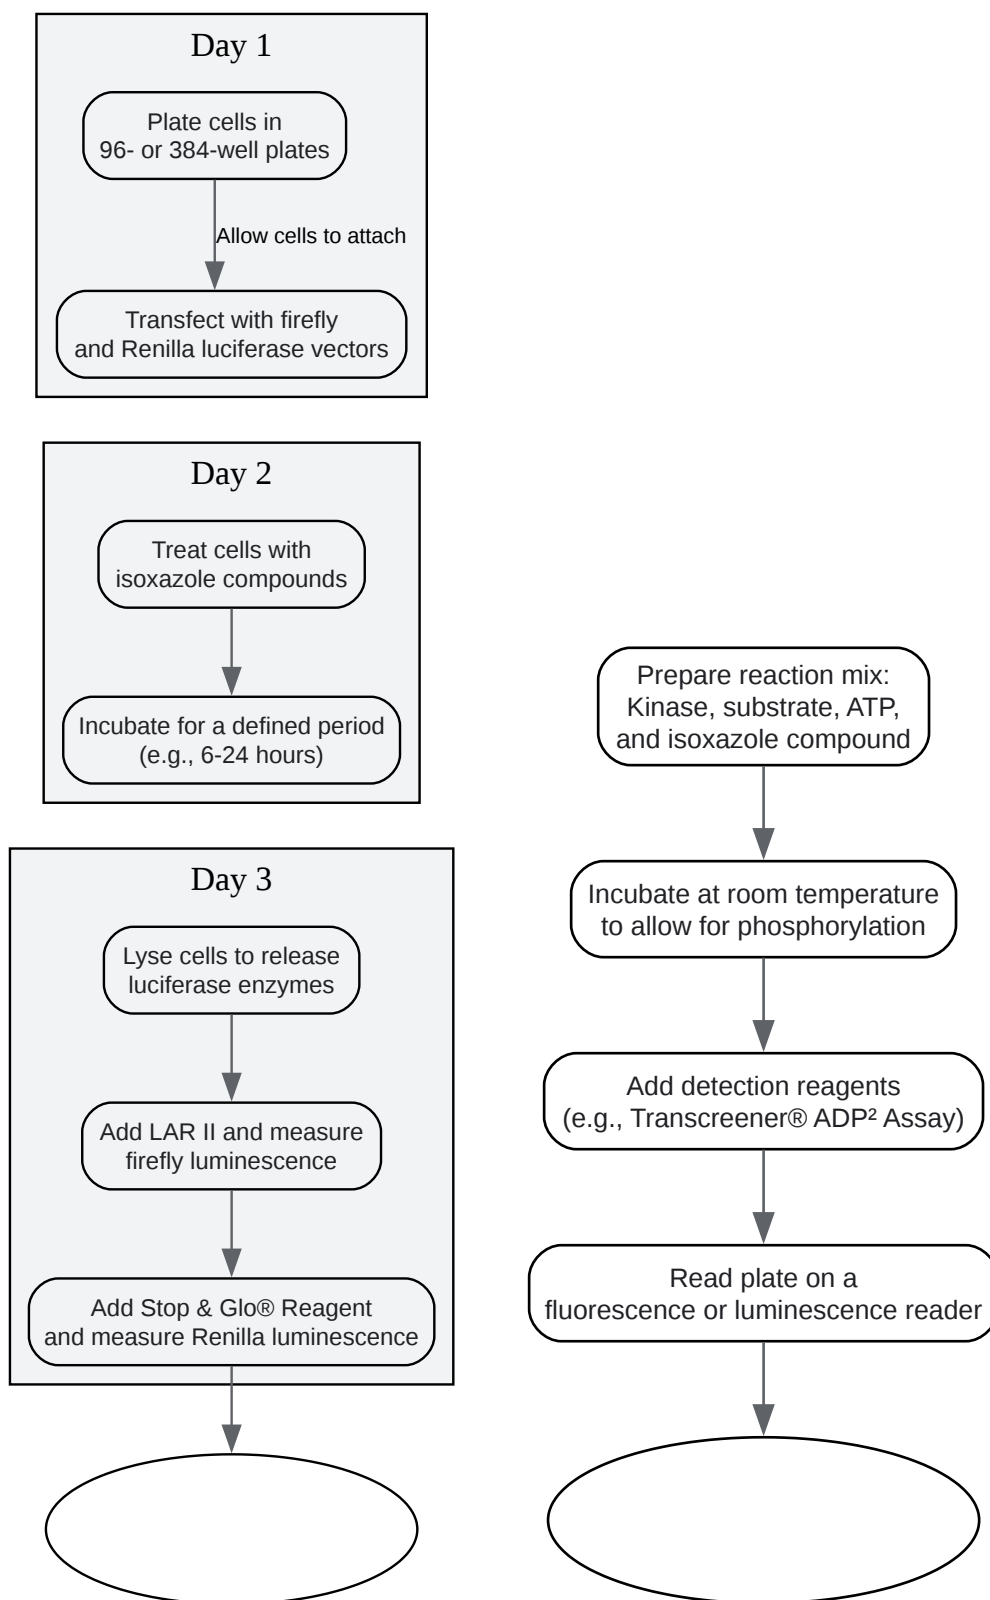 Day 1
Plate cells in
96- or 384-well plates
Allow cells to attach
Transfect with firefly
and Renilla luciferase vectors
Day 2
Treat cells with
isoxazole compounds
Incubate for a defined period
(e.g., 6-24 hours)
Day 3
Lyse cells to release
luciferase enzymes
Add LAR II and measure
firefly luminescence
Add Stop & Glo® Reagent
and measure Renilla luminescence
Prepare reaction mix:
Kinase, substrate, ATP,
and isoxazole compound
Incubate at room temperature
to allow for phosphorylation
Add detection reagents
(e.g., Transcreener® ADP² Assay)
Read plate on a
fluorescence or luminescence reader